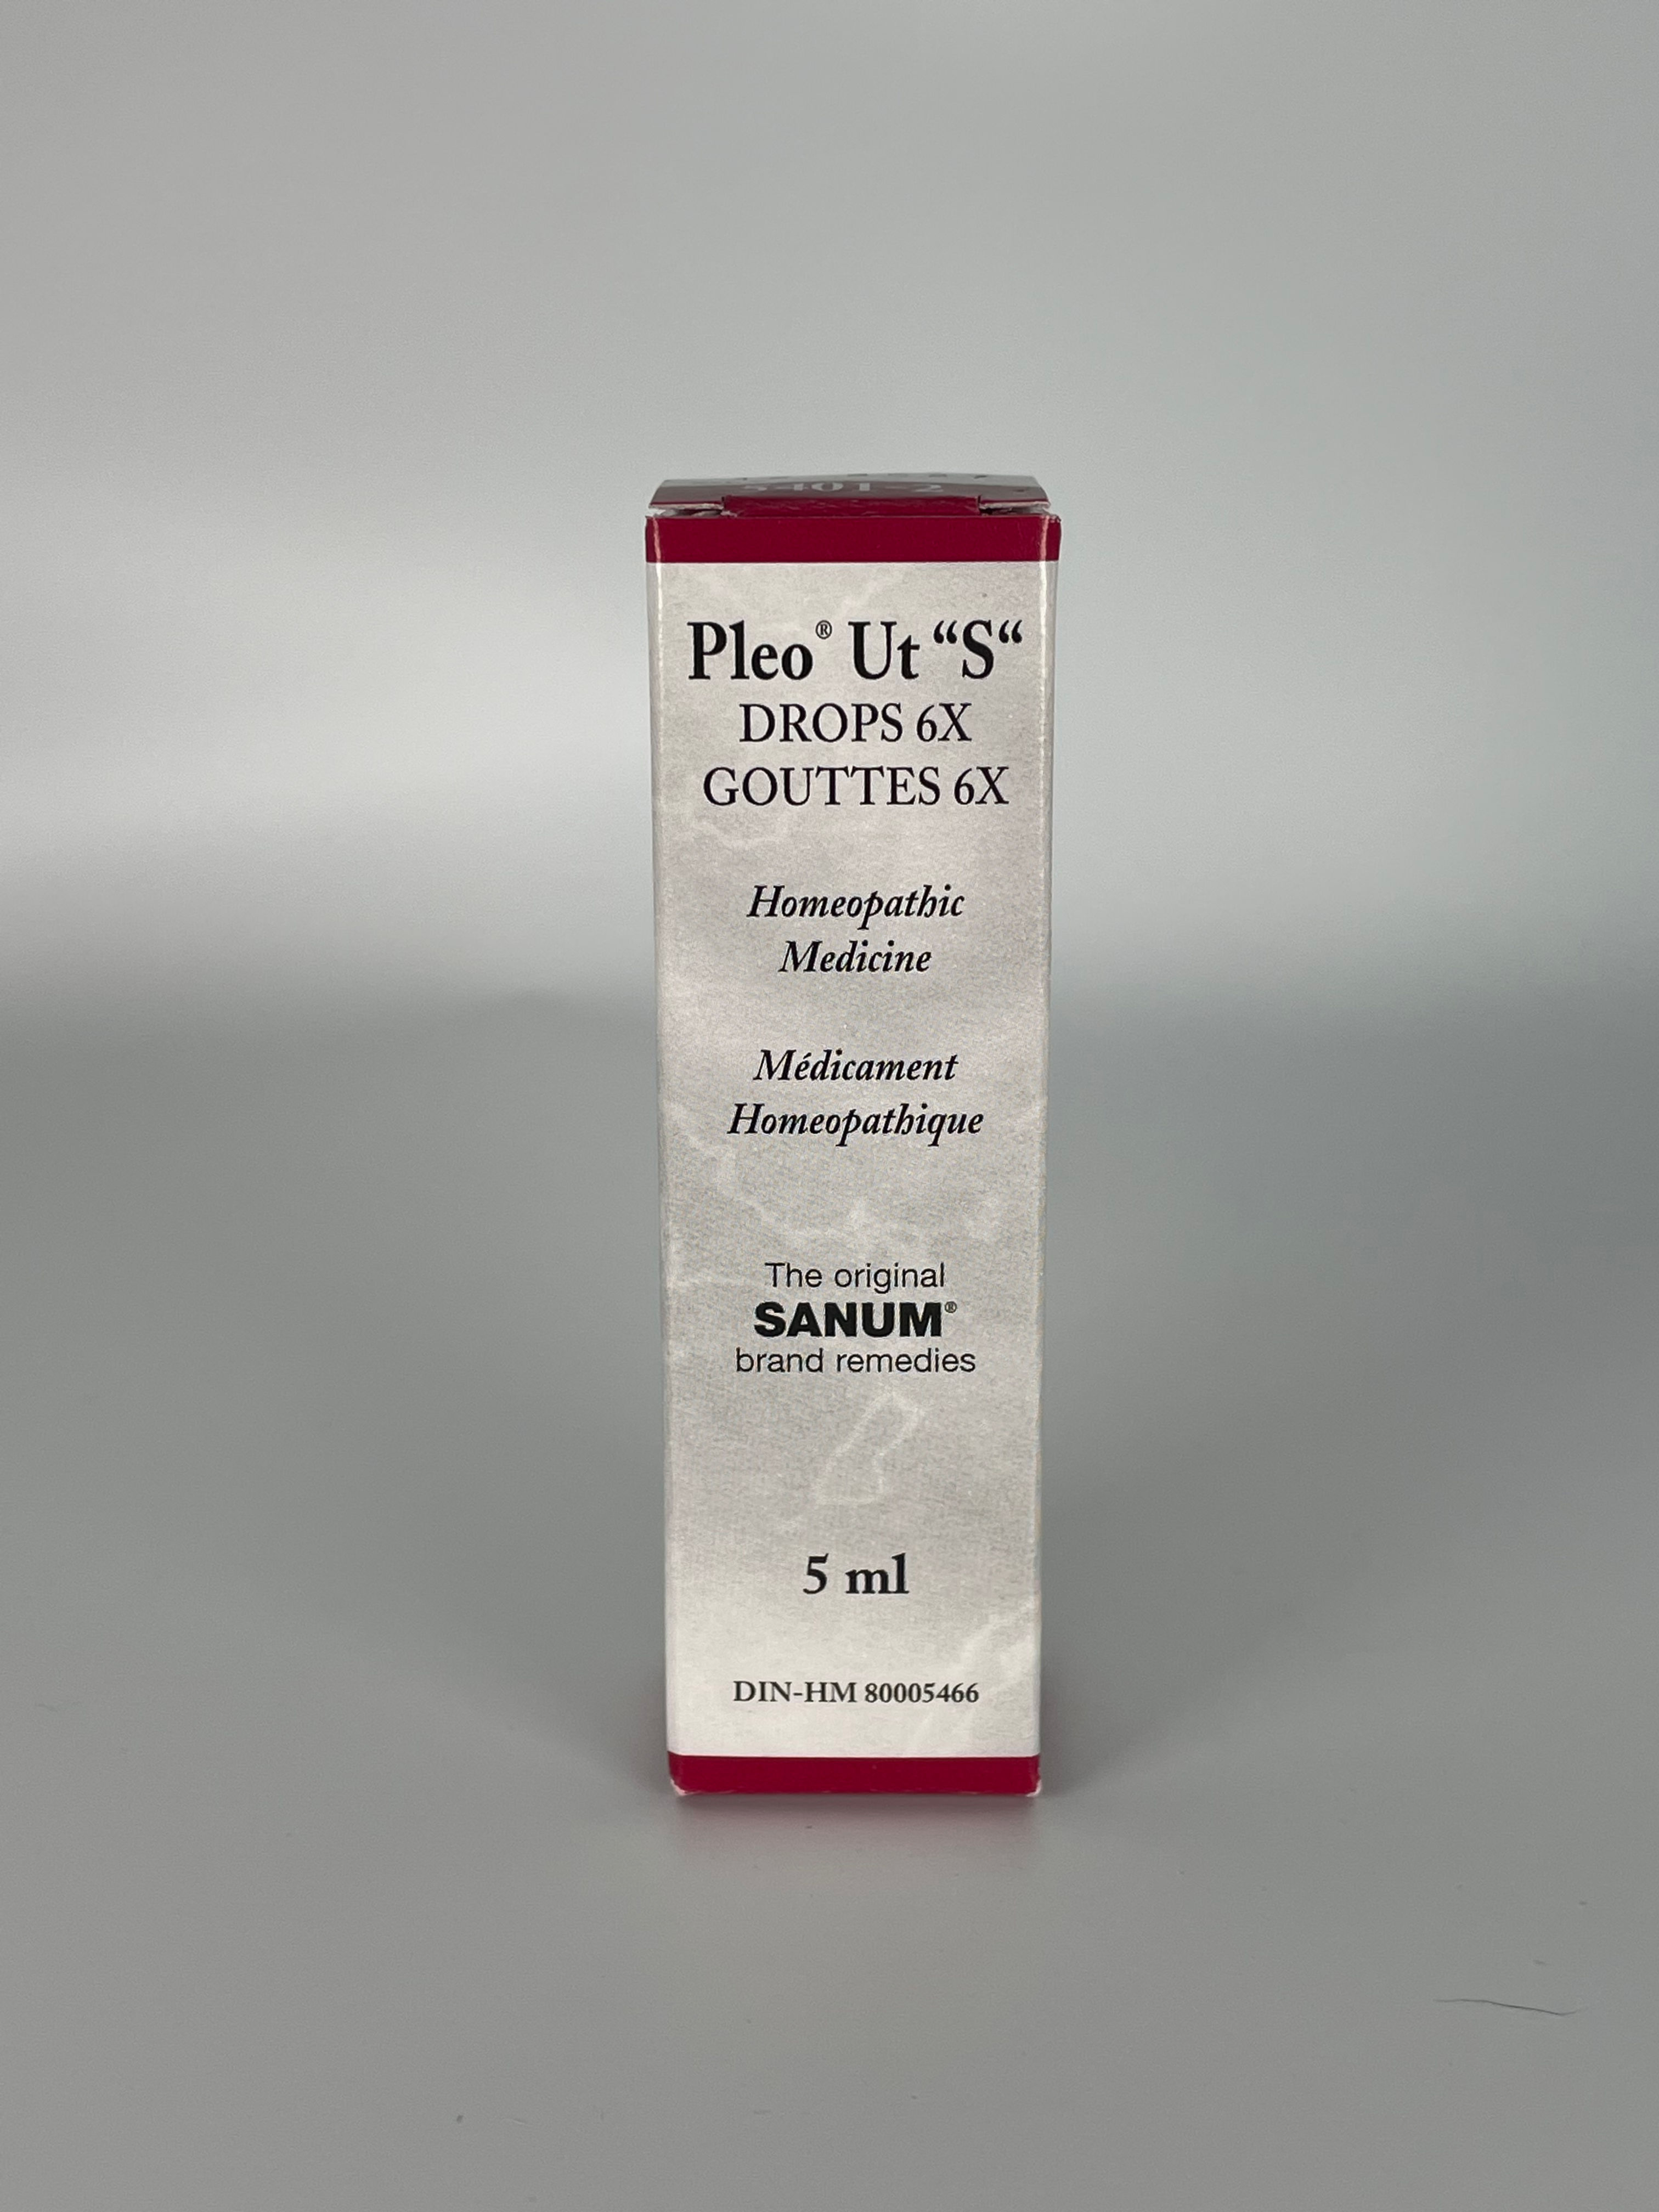 Pleo® Ut “S“
DROPS 6X
GOUTTES 6X
Homeopathic
Medicine
Médicament
Homeopathique
The original
SANUM®
brand remedies
5 ml
DIN-HM 80005466